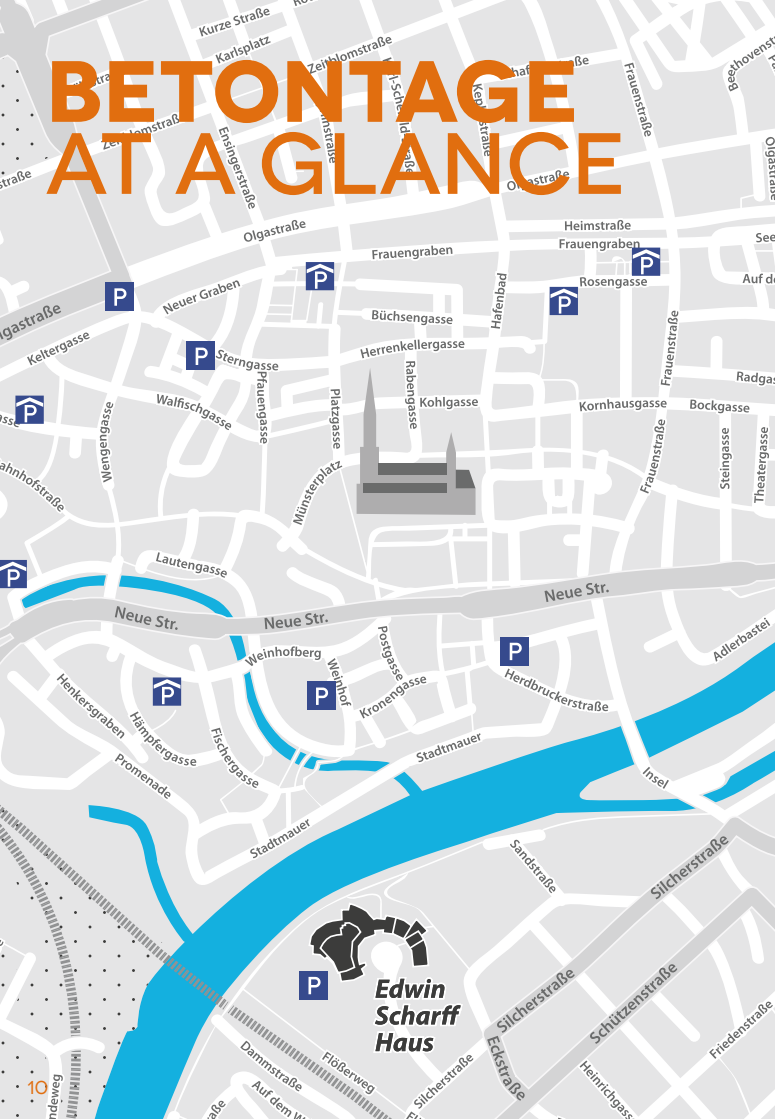 Kurze Straße
Karlsplatz
Zeitblomstraße
Frauenstraße
BETONTAGE
AT A GLANCE
Ensingerstraße
Olgastraße
Olgastraße
Olgastraße
Heimstraße
Frauengraben
Frauengraben
P
P
Rosengasse
P
P
Neuer Graben
Hafenbad
Büchsengasse
Keltergasse
P
Sterngasse
Herrenkellergasse
Frauenstraße
Rabengasse
Pfauengasse
Platzgasse
Kohlgasse
Kornhausgasse
Bockgasse
P
Walfischgasse
Wengengasse
Frauenstraße
Steingasse
Theatergasse
Münsterplatz
Lautengasse
P
Neue Str.
Neue Str.
Neue Str.
Weinhofberg
Weinhof
Postgasse
P
Adlerbastei
P
P
Kronengasse
Herdbruckerstraße
Henkersgraben
Hämpfergasse
Fischergasse
Promenade
Stadtmauer
Insel
Stadtmauer
Sandstraße
Silcherstraße
P
Edwin
Scharff
Haus
Silcherstraße
Schützenstraße
Eckstraße
Friedenstraße
Dammstraße
Flößerweg
Silcherstraße
10